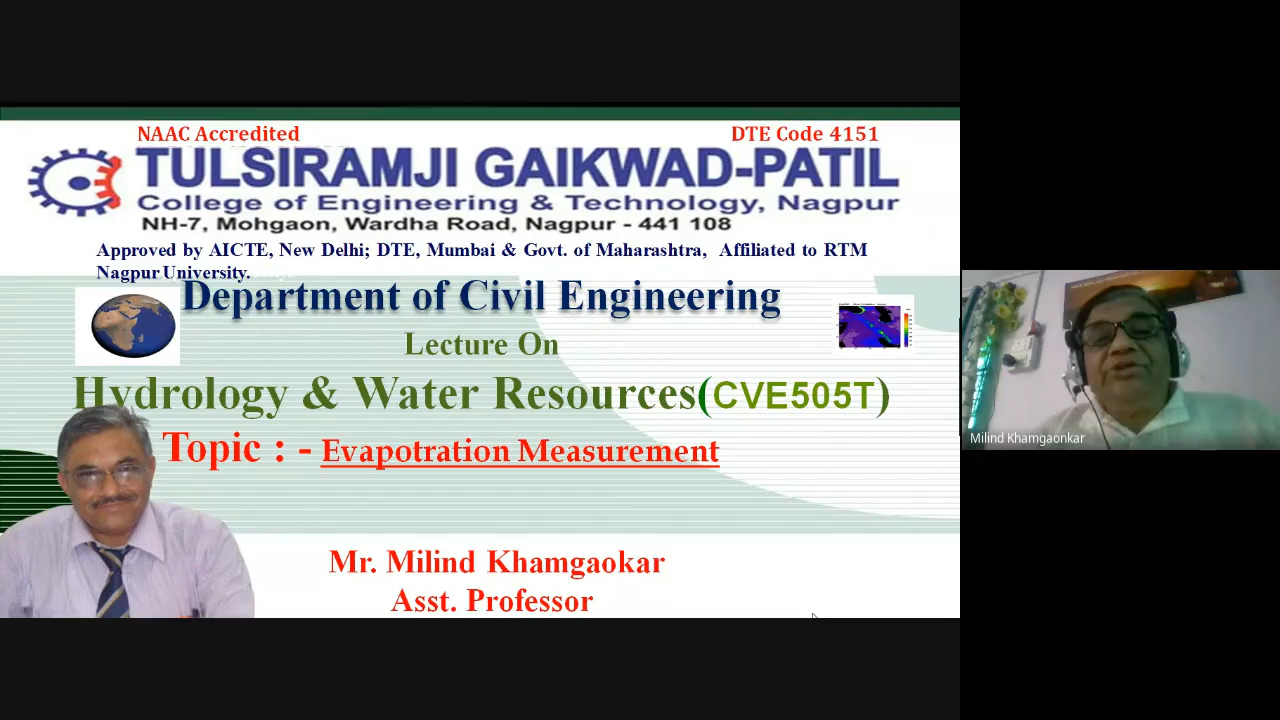 NAAC Accredited
DTE Code 4151
TULSIRAMJI GAIKWAD-PATIL
College of Engineering & Technology, Nagpur
NH-7, Mohgaon, Wardha Road, Nagpur - 441 108
Approved by AICTE, New Delhi; DTE, Mumbai & Govt. of Maharashtra, Affiliated to RTM
Nagpur University.
Department of Civil Engineering
Lecture On
Hydrology & Water Resources(CVE505T)
Topic : - Evapotration Measurement
Mr. Milind Khamgaokar
Asst. Professor
Milind Khamgaonkar